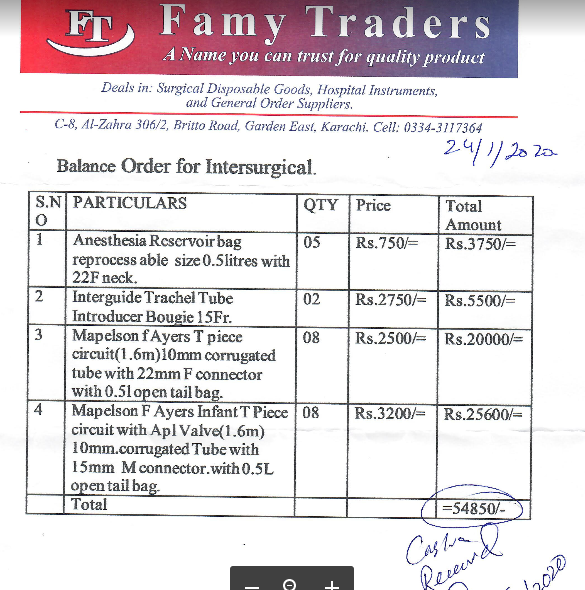 FT Famy Traders
A Name you can trust for quality product
Deals in: Surgical Disposable Goods, Hospital Instruments,
and General Order Suppliers.
C-8, Al-Zahra 306/2, Britto Road, Garden East, Karachi. Cell: 0334-3117364
24/1/2020
Balance Order for Intersurgical.
S.N PARTICULARS QTY Price Total
O Amount
1 Anesthesia Reservoir bag 05 Rs.750/= Rs.3750/=
reprocess able size 0.5litres with
22F neck.
2 Interguide Trachel Tube 02 Rs.2750/= Rs.5500/=
Introducer Bougie 15Fr.
3 Mapelson f Ayers T piece 08 Rs.2500/= Rs.20000/=
circuit(1.6m)10mm corrugated
tube with 22mm F connector
with 0.5l open tail bag.
4 Mapelson F Ayers Infant T Piece 08 Rs.3200/= Rs.25600/=
circuit with Apl Valve(1.6m)
10mm.corrugated Tube with
15mm M connector.with 0.5L
open tail bag.
Total =54850/-
Received
2020